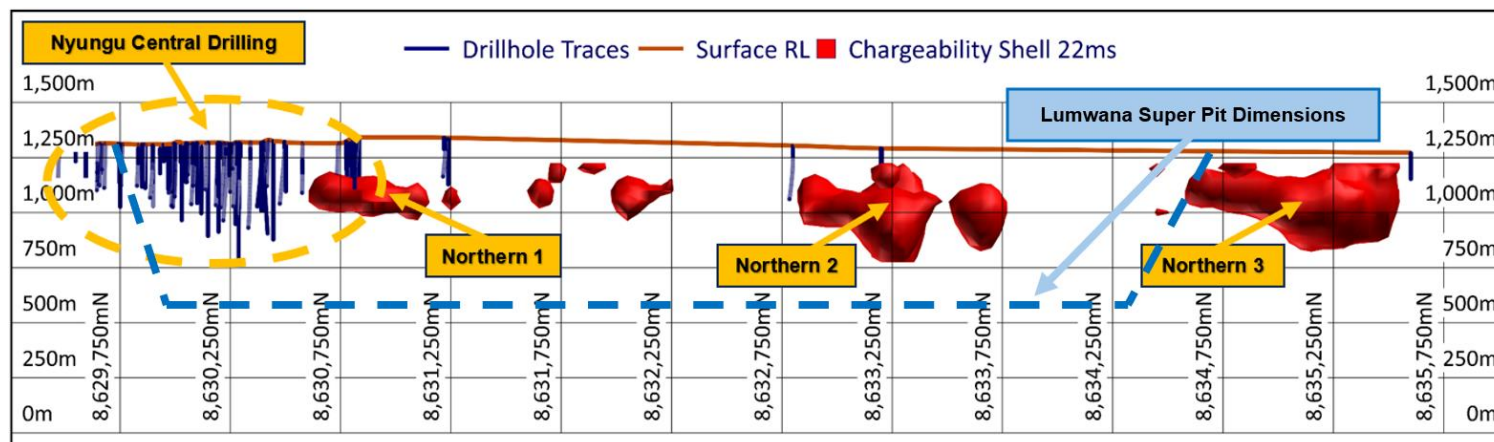 Nyungu Central Drilling
Drillhole Traces
Surface RL
Chargeability Shell 22ms
1,500m
1,500m
Lumwana Super Pit Dimensions
1,250m
1,250m
1,000m
1,000m
Northern 1
Northern 2
Northern 3
750m
750m
500m
500m
250m
250m
0m
0m
8,629,750mN
8,630,250mN
8,630,750mN
8,631,250mN
8,631,750mN
8,632,250mN
8,632,750mN
8,633,250mN
8,633,750mN
8,634,250mN
8,634,750mN
8,635,250mN
8,635,750mN